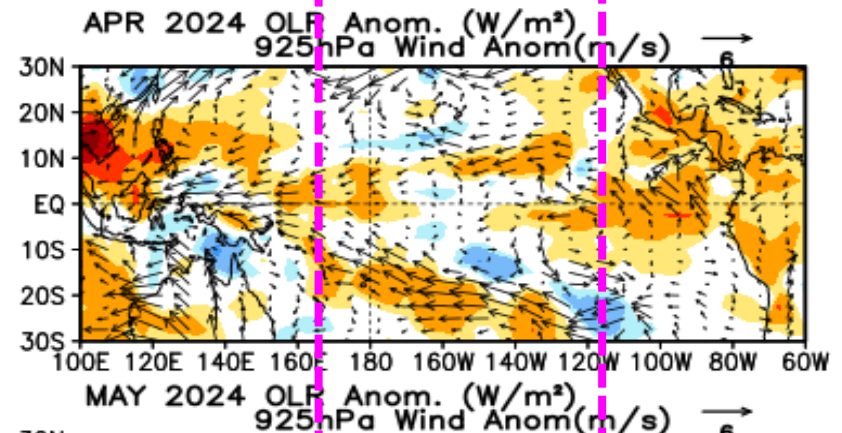 APR 2024 OLR Anom. (W/m²)
925hPa Wind Anom(m/s)
6
30N
20N
10N
EQ
10S
20S
30S
100E 120E 140E 160E 180 160W 140W 120W 100W 80W 60W
MAY 2024 OLR Anom. (W/m²)
925hPa Wind Anom(m/s)
6
30N